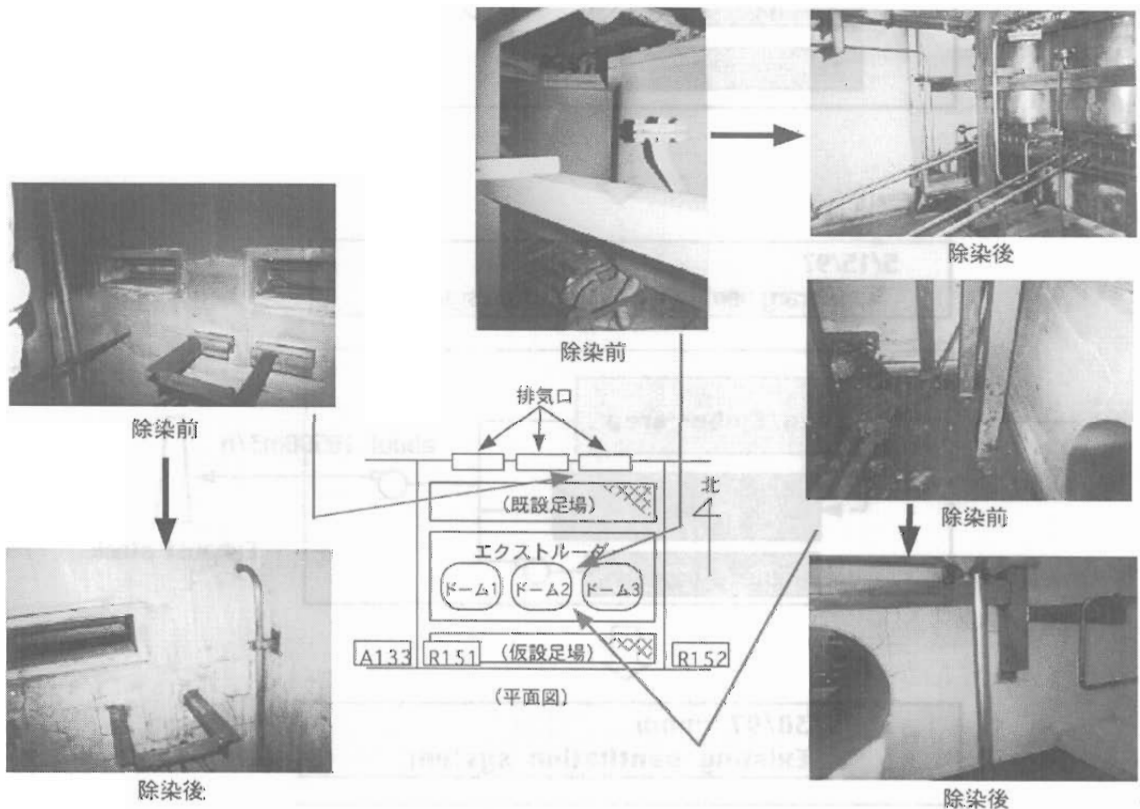 除染後
除染前
除染前
排気口
除染前
北
(既設足場)
エクストルーダ
ドーム1
ドーム2
ドーム3
A133
R151
(仮設足場)
R152
(平面図)
除染後
除染後